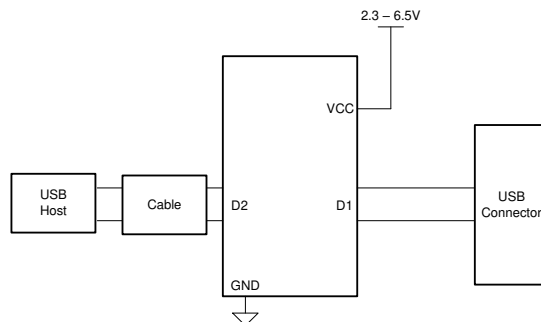 2.3 – 6.5V
VCC
USB
Host
Cable
D2
D1
USB
Connector
GND